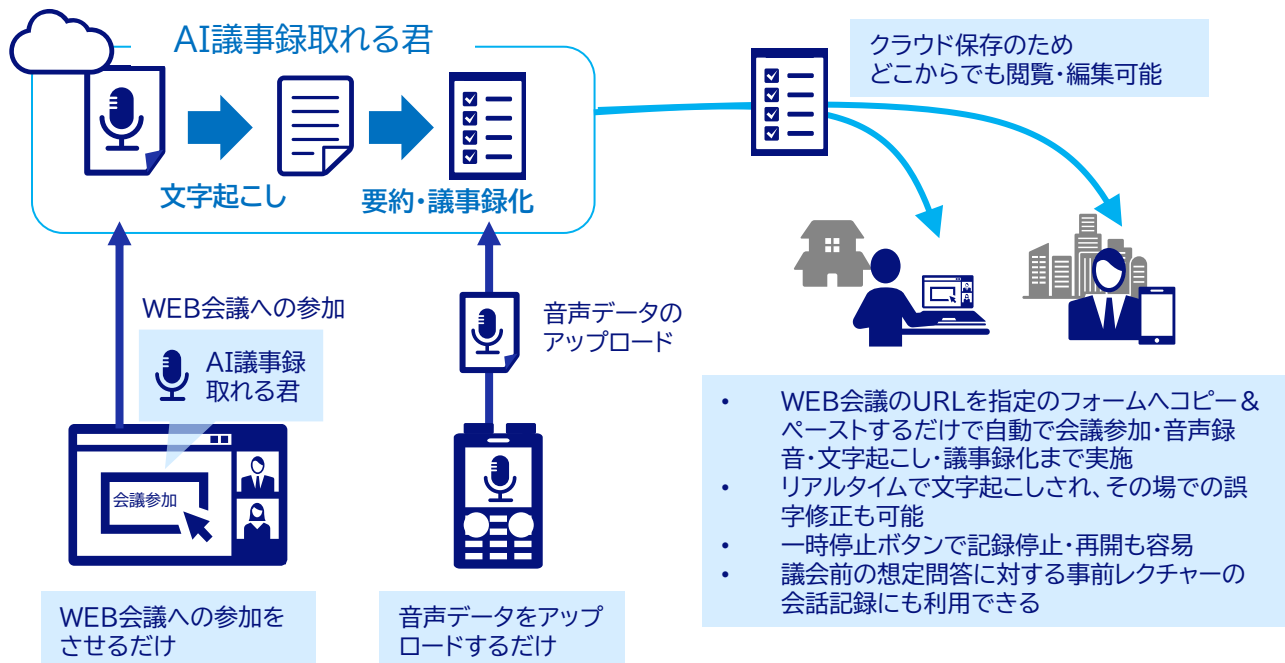 AI議事録取れる君
文字起こし
要約・議事録化
クラウド保存のため
どこからでも閲覧・編集可能
WEB会議への参加
AI議事録
取れる君
会議参加
WEB会議への参加を
させるだけ
音声データの
アップロード
音声データをアップ
ロードするだけ
• WEB会議のURLを指定のフォームへコピー＆
ペーストするだけで自動で会議参加・音声録
音・文字起こし・議事録化まで実施
• リアルタイムで文字起こしされ、その場での誤
字修正も可能
• 一時停止ボタンで記録停止・再開も容易
• 議会前の想定問答に対する事前レクチャーの
会話記録にも利用できる